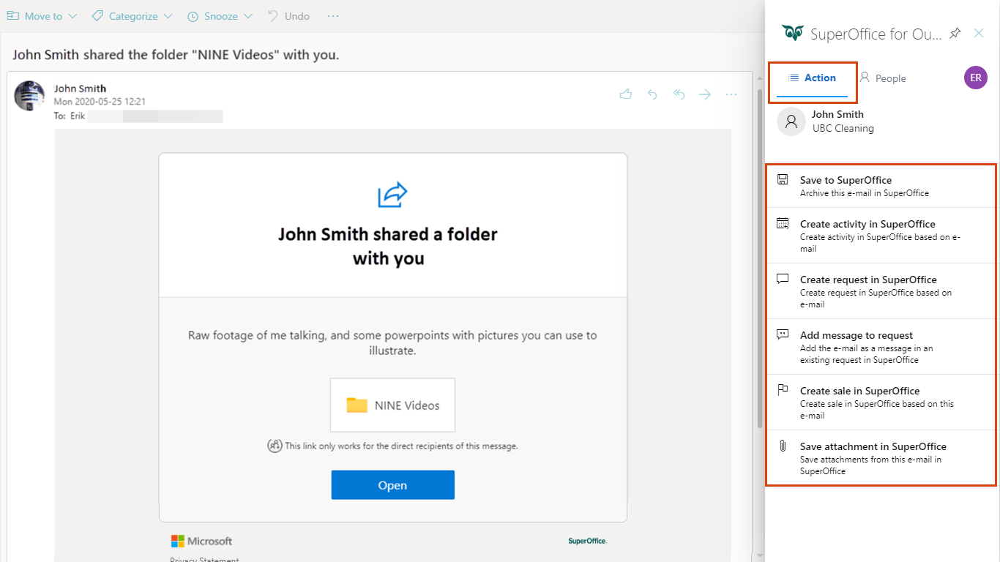 Move to
Categorize
Snooze
Undo
John Smith shared the folder "NINE Videos" with you.
John Smith
Mon 2020-05-25 12:21
To: Erik
John Smith shared a folder
with you
Raw footage of me talking, and some powerpoints with pictures you can use to
illustrate.
NINE Videos
This link only works for the direct recipients of this message.
Open
Microsoft
SuperOffice.
Privacy Statement
SuperOffice for Ou...
Action
People
ER
John Smith
UBC Cleaning
Save to SuperOffice
Archive this e-mail in SuperOffice
Create activity in SuperOffice
Create activity in SuperOffice based on e-
mail
Create request in SuperOffice
Create request in SuperOffice based on
e-mail
Add message to request
Add the e-mail as a message in an
existing request in SuperOffice
Create sale in SuperOffice
Create sale in SuperOffice based on this
e-mail
Save attachment in SuperOffice
Save attachments from this e-mail in
SuperOffice